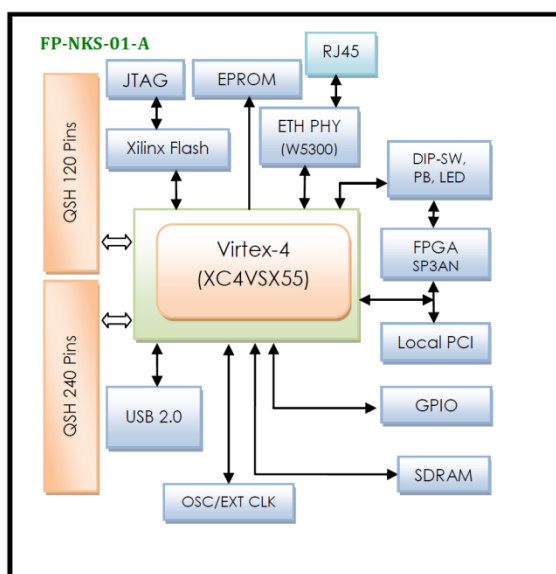 FP-NKS-01-A
RJ45
JTAG
EPROM
QSH 120 Pins
Xilinx Flash
ETH PHY
(W5300)
DIP-SW,
PB, LED
Virtex-4
(XC4VSX55)
FPGA
SP3AN
QSH 240 Pins
Local PCI
USB 2.0
GPIO
SDRAM
OSC/EXT CLK